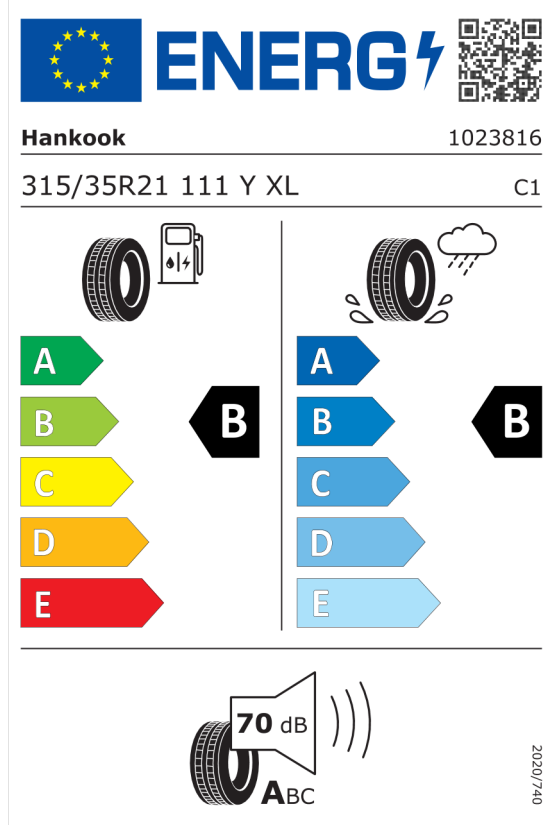 ENERG
Hankook 1023816
315/35R21 111 Y XL C1
A A
B B B B
C C
D D
E E
70 dB
ABC
2020/740